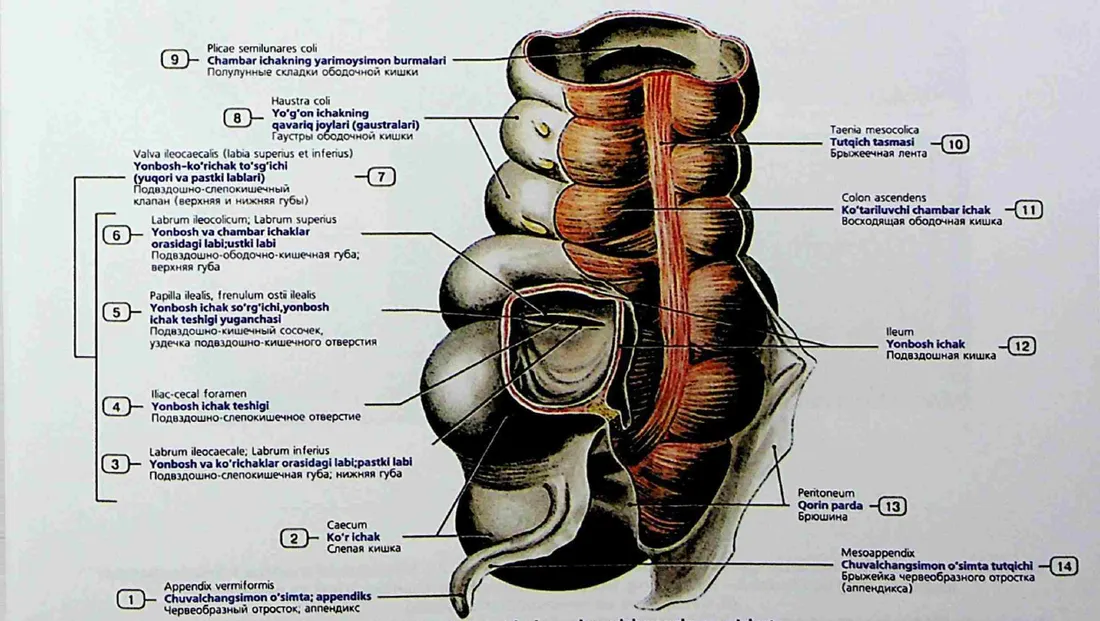 9
Plicae semilunares coli
Chambar ichakning yarimoysimon burmalari
Полулунные складки ободочной кишки
8
Haustra coli
Yo'g'on ichakning
qavariq joylari (gaustralari)
Гаустры ободочной кишки
7
Valva ileocaecalis (labia superius et inferius)
Yonbosh-ko'richak to'sg'ichi
(yuqori va pastki lablari)
Подвздошно-слепокишечный
клапан (верхняя и нижняя губы)
6
Labrum ileocolicum; Labrum superius
Yonbosh va chambar ichaklar
orasidagi labi;ustki labi
Подвздошно-ободочно-кишечная губа;
верхняя губа
5
Papilla ilealis, frenulum ostii ilealis
Yonbosh ichak so'rg'ichi,yonbosh
ichak teshigi yuganchasi
Подвздошно-кишечный сосочек,
уздечка подвздошно-кишечного отверстия
4
Iliac-cecal foramen
Yonbosh ichak teshigi
Подвздошно-слепокишечное отверстие
3
Labrum ileocaecale; Labrum inferius
Yonbosh va ko'richaklar orasidagi labi;pastki labi
Подвздошно-слепокишечная губа; нижняя губа
2
Caecum
Ko'r ichak
Слепая кишка
1
Appendix vermiformis
Chuvalchangsimon o'simta; appendiks
Червеобразный отросток, аппендикс
Taenia mesocolica
Tutqich tasmasi
Брыжеечная лента
10
Colon ascendens
Ko'tariluvchi chambar ichak
Восходящая ободочная кишка
11
Ileum
Yonbosh ichak
Подвздошная кишка
12
Peritoneum
Qorin parda
Брюшина
13
Mesoappendix
Chuvalchangsimon o'simta tutqichi
Брыжейка червеобразного отростка
(аппендикса)
14